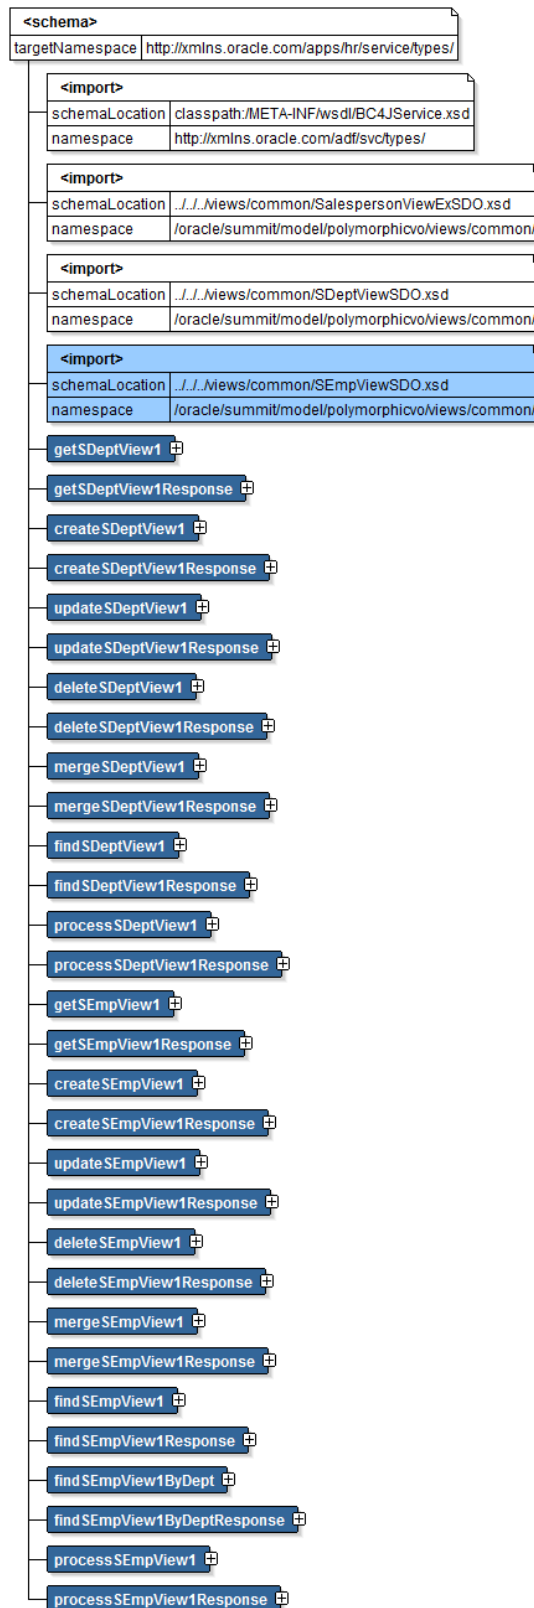 <schema>
targetNamespace http://xmlns.oracle.com/apps/hr/service/types/
<import>
schemaLocation classpath:/META-INF/wsdl/BC4JService.xsd
namespace http://xmlns.oracle.com/adf/svc/types/
<import>
schemaLocation ../../../views/common/SalespersonViewExSDO.xsd
namespace /oracle/summit/model/polymorphicvo/views/common/
<import>
schemaLocation ../../../views/common/SDeptViewSDO.xsd
namespace /oracle/summit/model/polymorphicvo/views/common/
<import>
schemaLocation ../../../views/common/SEmpViewSDO.xsd
namespace /oracle/summit/model/polymorphicvo/views/common/
getSDeptView1
getSDeptView1Response
createSDeptView1
createSDeptView1Response
updateSDeptView1
updateSDeptView1Response
deleteSDeptView1
deleteSDeptView1Response
mergeSDeptView1
mergeSDeptView1Response
findSDeptView1
findSDeptView1Response
processSDeptView1
processSDeptView1Response
getSEmpView1
getSEmpView1Response
createSEmpView1
createSEmpView1Response
updateSEmpView1
updateSEmpView1Response
deleteSEmpView1
deleteSEmpView1Response
mergeSEmpView1
mergeSEmpView1Response
findSEmpView1
findSEmpView1Response
findSEmpView1ByDept
findSEmpView1ByDeptResponse
processSEmpView1
processSEmpView1Response